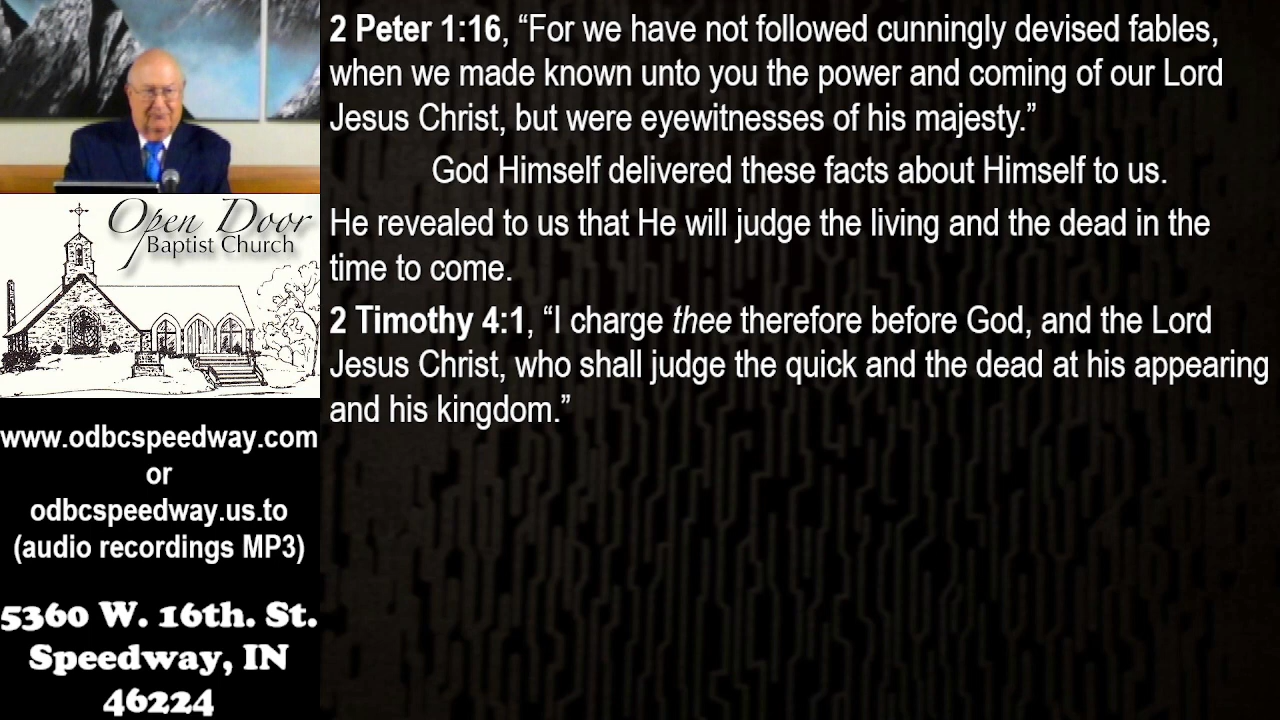 2 Peter 1:16, “For we have not followed cunningly devised fables,
when we made known unto you the power and coming of our Lord
Jesus Christ, but were eyewitnesses of his majesty.”
God Himself delivered these facts about Himself to us.
He revealed to us that He will judge the living and the dead in the
time to come.
2 Timothy 4:1, “I charge thee therefore before God, and the Lord
Jesus Christ, who shall judge the quick and the dead at his appearing
and his kingdom.”
Open Door
Baptist Church
www.odbcspeedway.com
or
odbcspeedway.us.to
(audio recordings MP3)
5360 W. 16th. St.
Speedway, IN
46224